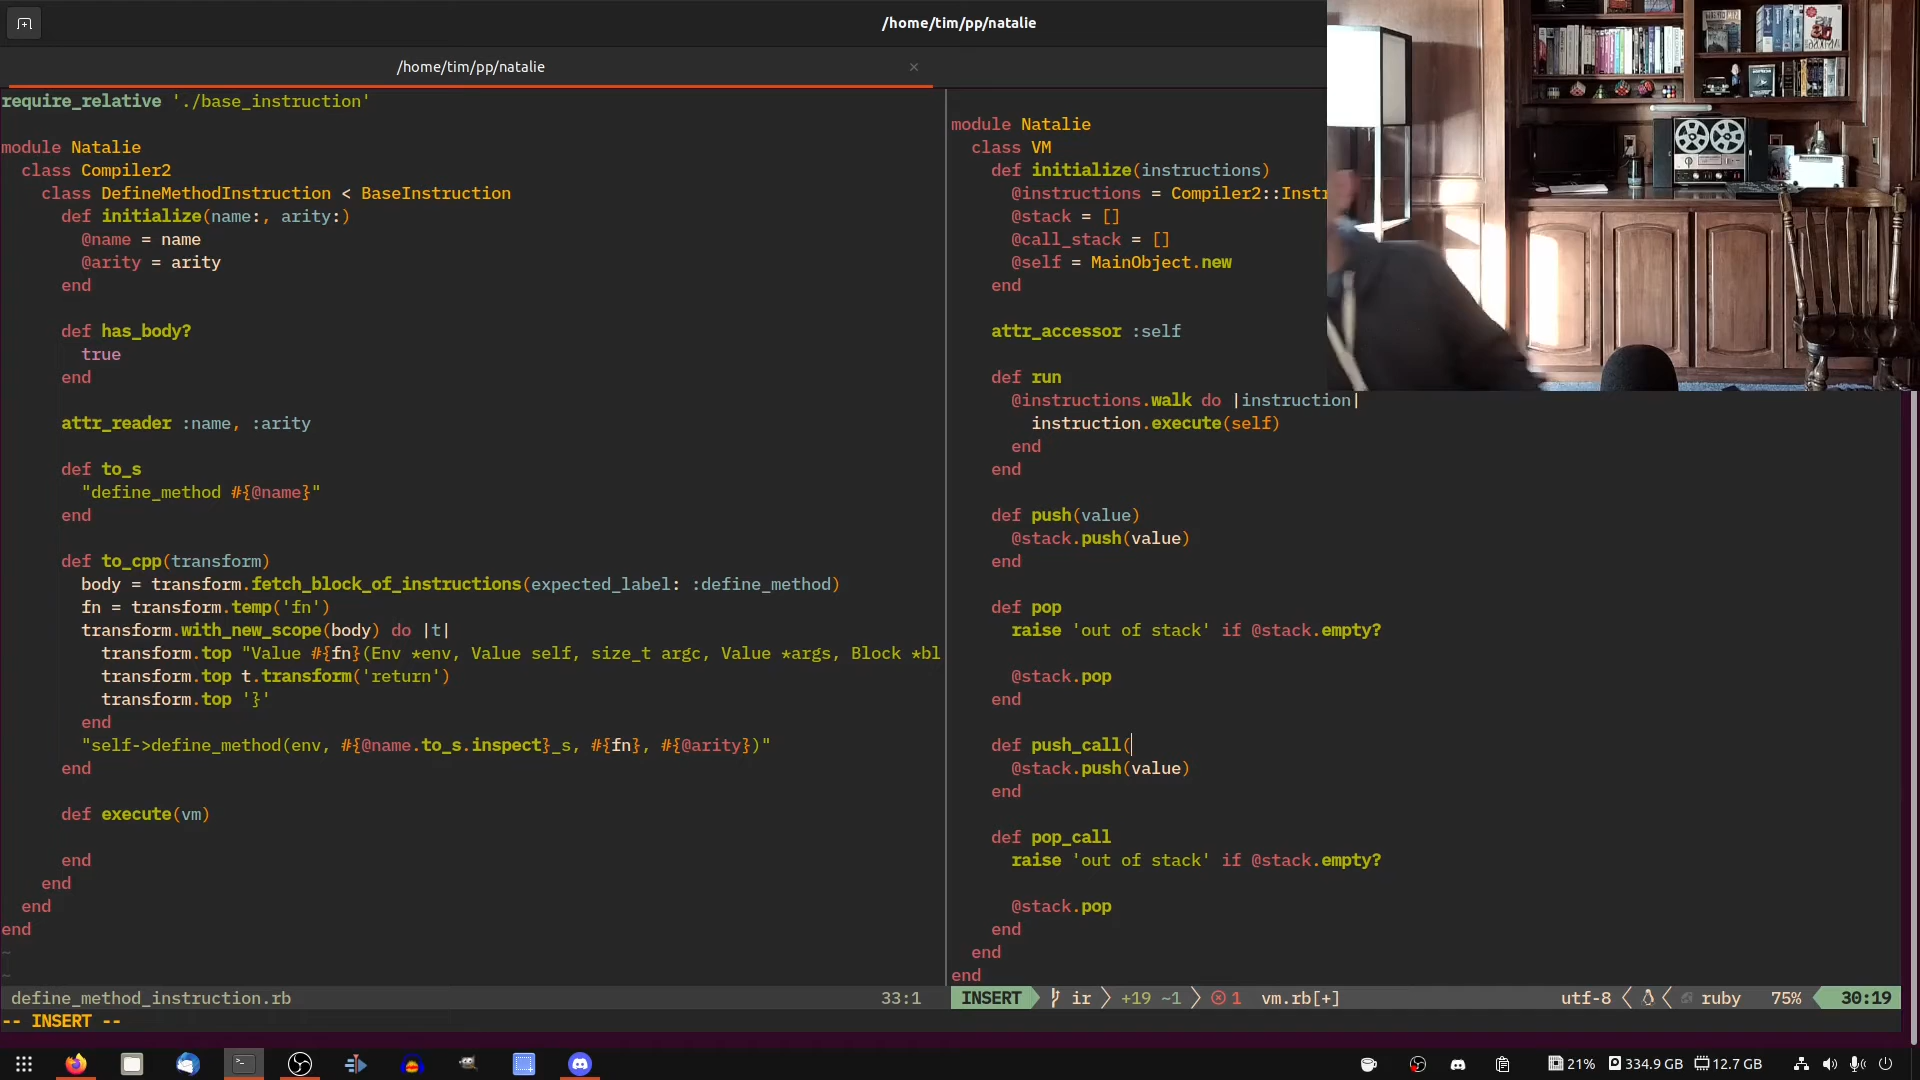 /home/tim/pp/natalie
/home/tim/pp/natalie
require_relative './base_instruction'
module Natalie
class Compiler2
class DefineMethodInstruction < BaseInstruction
def initialize(name:, arity:)
@name = name
@arity = arity
end
def has_body?
true
end
attr_reader :name, :arity
def to_s
"define_method #{@name}"
end
def to_cpp(transform)
body = transform.fetch_block_of_instructions(expected_label: :define_method)
fn = transform.temp('fn')
transform.with_new_scope(body) do |t|
transform.top "Value #{fn}(Env *env, Value self, size_t argc, Value *args, Block *bl
transform.top t.transform('return')
transform.top '}'
end
"self->define_method(env, #{@name.to_s.inspect}_s, #{fn}, #{@arity})"
end
def execute(vm)
end
end
end
end
~
~
define_method_instruction.rb 33:1
-- INSERT --
module Natalie
class VM
def initialize(instructions)
@instructions = Compiler2::Instr
@stack = []
@call_stack = []
@self = MainObject.new
end
attr_accessor :self
def run
@instructions.walk do |instruction|
instruction.execute(self)
end
end
def push(value)
@stack.push(value)
end
def pop
raise 'out of stack' if @stack.empty?
@stack.pop
end
def push_call(
@stack.push(value)
end
def pop_call
raise 'out of stack' if @stack.empty?
@stack.pop
end
end
end
INSERT ir +19 ~1 1 vm.rb[+] utf-8 ruby 75% 30:19
21% 334.9 GB 12.7 GB